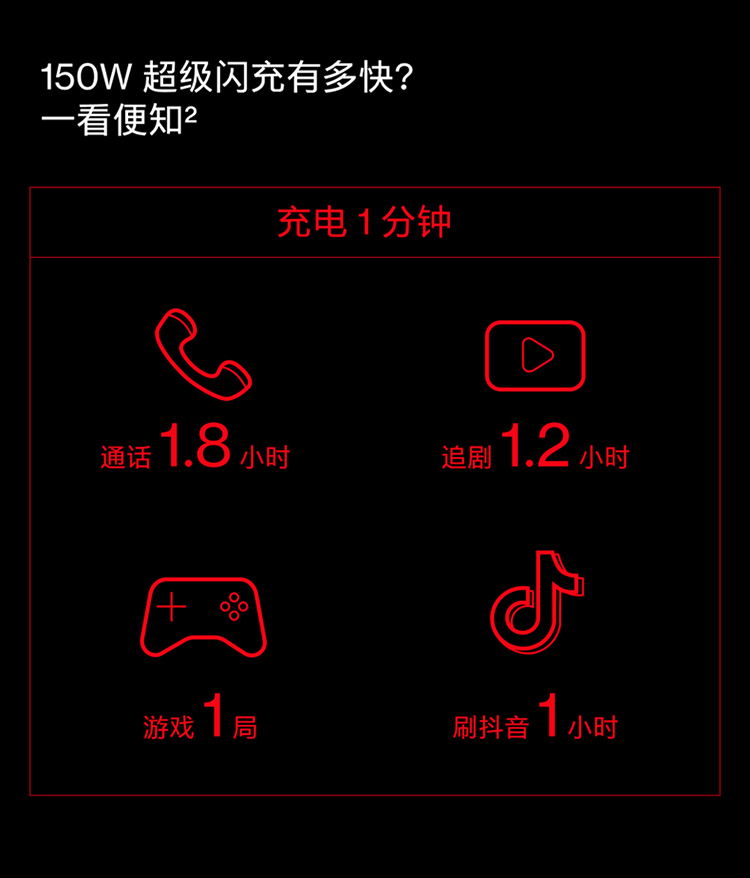 150W 超级闪充有多快?
一看便知²
充电 1 分钟
通话 1.8 小时
追剧 1.2 小时
游戏 1 局
刷抖音 1 小时